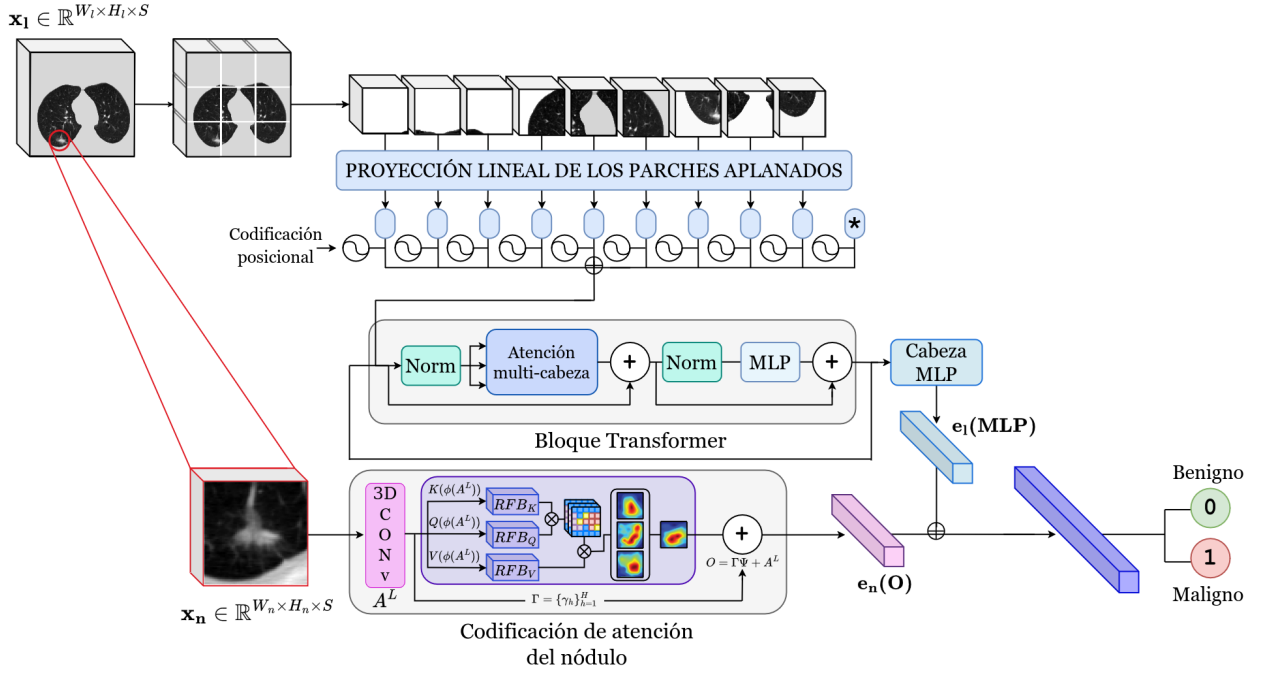 x_l ∈ ℝ^{W_l×H_l×S}
PROYECCIÓN LINEAL DE LOS PARCHES APLANADOS
*
Codificación
posicional
Norm
Atención
multi-cabeza
+
Norm
MLP
+
Cabeza
MLP
Bloque Transformer
e_l(MLP)
3D
C
O
N
v
A^L
K(ϕ(A^L))
RFB_K
Q(ϕ(A^L))
RFB_Q
V(ϕ(A^L))
RFB_V
+
O = ΓΨ + A^L
Γ = {γ_h}_{h=1}^H
Codificación de atención
del nódulo
x_n ∈ ℝ^{W_n×H_n×S}
e_n(O)
Benigno
0
1
Maligno